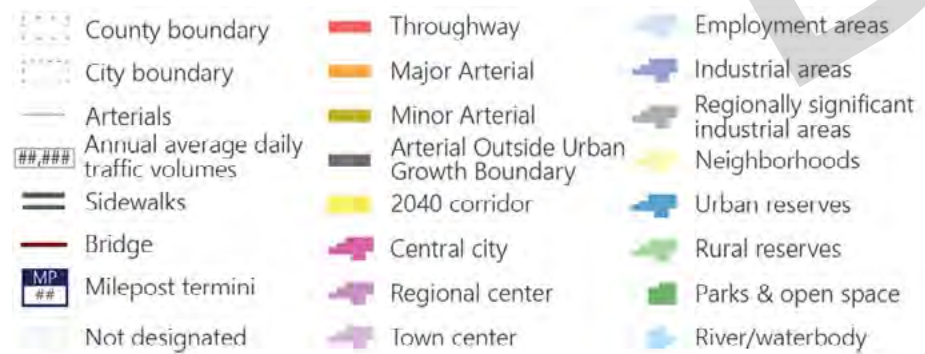 County boundary
City boundary
Arterials
##,### Annual average daily
traffic volumes
Sidewalks
Bridge
MP
## Milepost termini
Not designated
Throughway
Major Arterial
Minor Arterial
Arterial Outside Urban
Growth Boundary
2040 corridor
Central city
Regional center
Town center
Employment areas
Industrial areas
Regionally significant
industrial areas
Neighborhoods
Urban reserves
Rural reserves
Parks & open space
River/waterbody